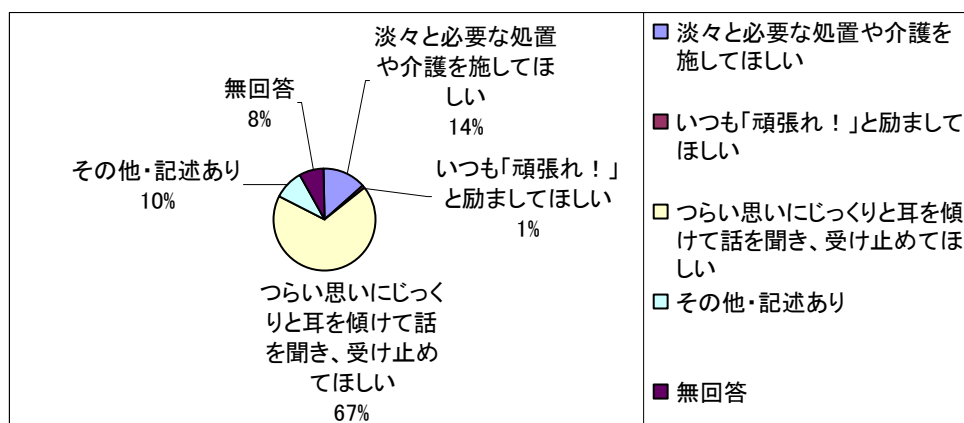 淡々と必要な処置
や介護を施してほ
しい
14%
無回答
8%
その他・記述あり
10%
いつも「頑張れ！」
と励ましてほしい
1%
つらい思いにじっく
りと耳を傾けて話
を聞き、受け止め
てほしい
67%
淡々と必要な処置や介護を
施してほしい
いつも「頑張れ！」と励まして
ほしい
つらい思いにじっくりと耳を傾
けて話を聞き、受け止めてほ
しい
その他・記述あり
無回答